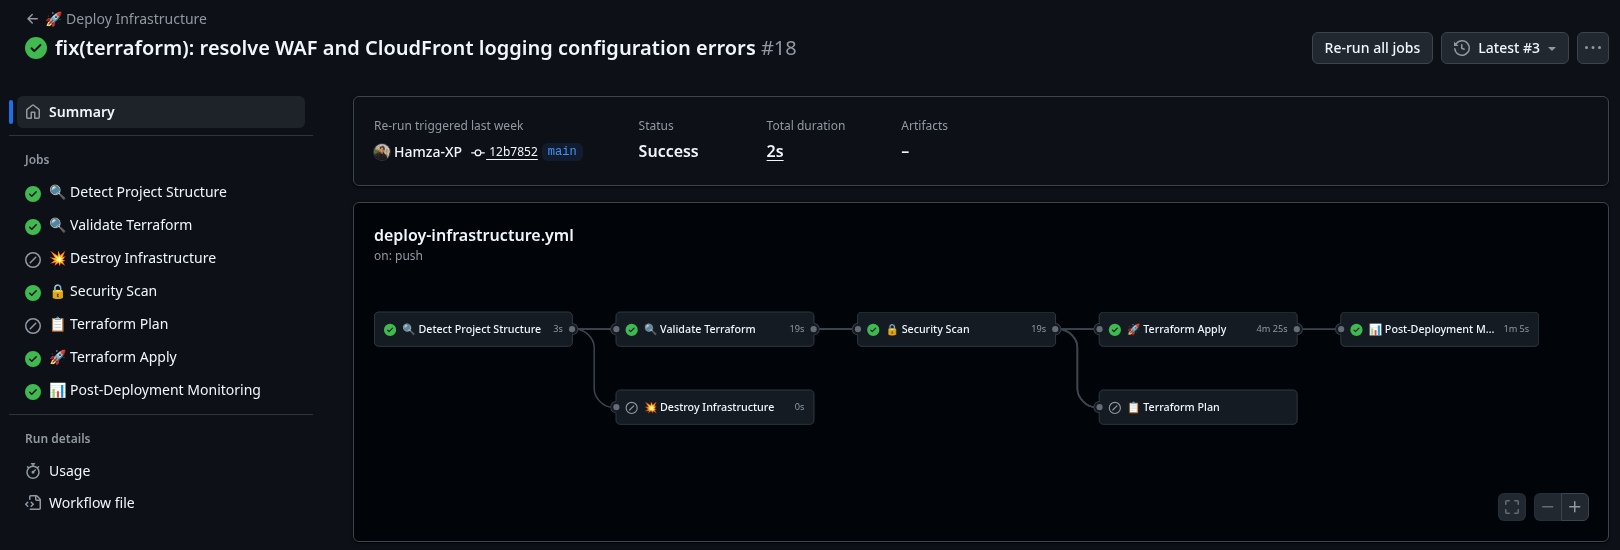 ← 🚀 Deploy Infrastructure
fix(terraform): resolve WAF and CloudFront logging configuration errors #18
Re-run all jobs
Latest #3
Summary
Jobs
🔍 Detect Project Structure
🔍 Validate Terraform
💥 Destroy Infrastructure
🔒 Security Scan
📋 Terraform Plan
🚀 Terraform Apply
📊 Post-Deployment Monitoring
Run details
Usage
Workflow file
Re-run triggered last week
Hamza-XP 12b7852 main
Status
Success
Total duration
2s
Artifacts
–
deploy-infrastructure.yml
on: push
🔍 Detect Project Structure 3s
🔍 Validate Terraform 19s
🔒 Security Scan 19s
🚀 Terraform Apply 4m 25s
📊 Post-Deployment M... 1m 5s
💥 Destroy Infrastructure 0s
📋 Terraform Plan